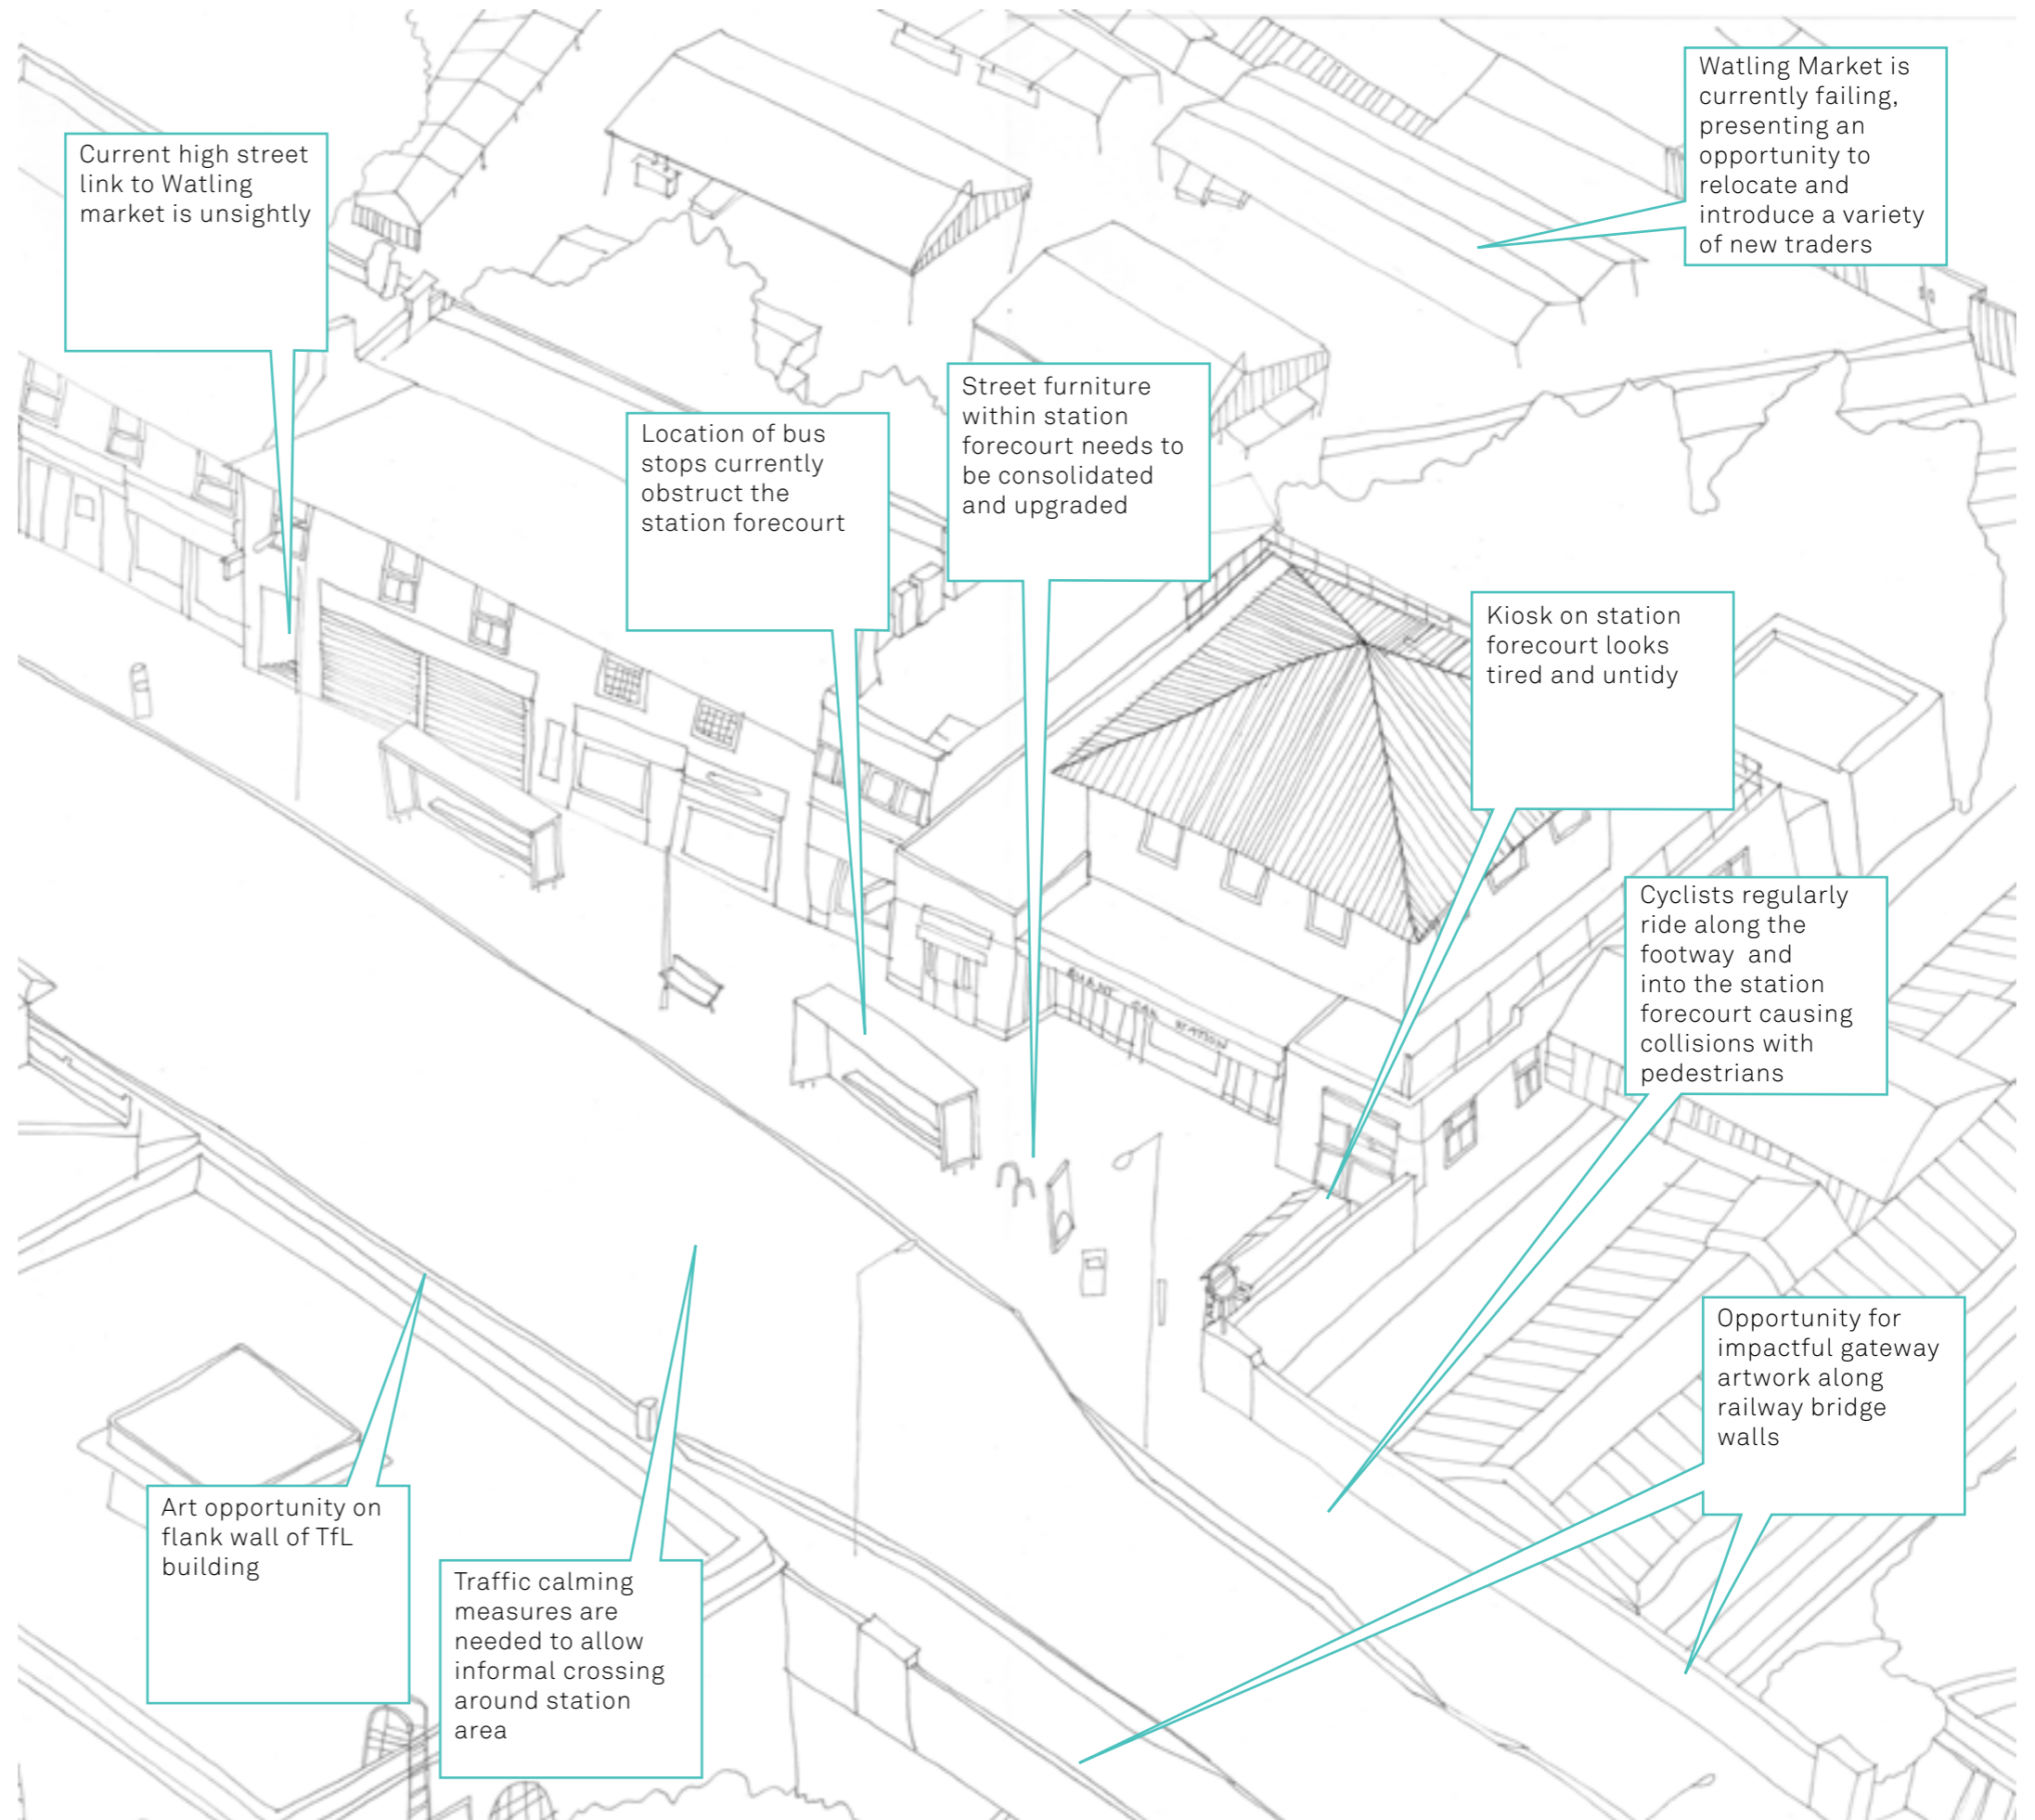 Watling Market is
currently failing,
presenting an
opportunity to
relocate and
introduce a variety
of new traders
Current high street
link to Watling
market is unsightly
Street furniture
within station
forecourt needs to
be consolidated
and upgraded
Location of bus
stops currently
obstruct the
station forecourt
Kiosk on station
forecourt looks
tired and untidy
Cyclists regularly
ride along the
footway and
into the station
forecourt causing
collisions with
pedestrians
Opportunity for
impactful gateway
artwork along
railway bridge
walls
Art opportunity on
flank wall of TfL
building
Traffic calming
measures are
needed to allow
informal crossing
around station
area